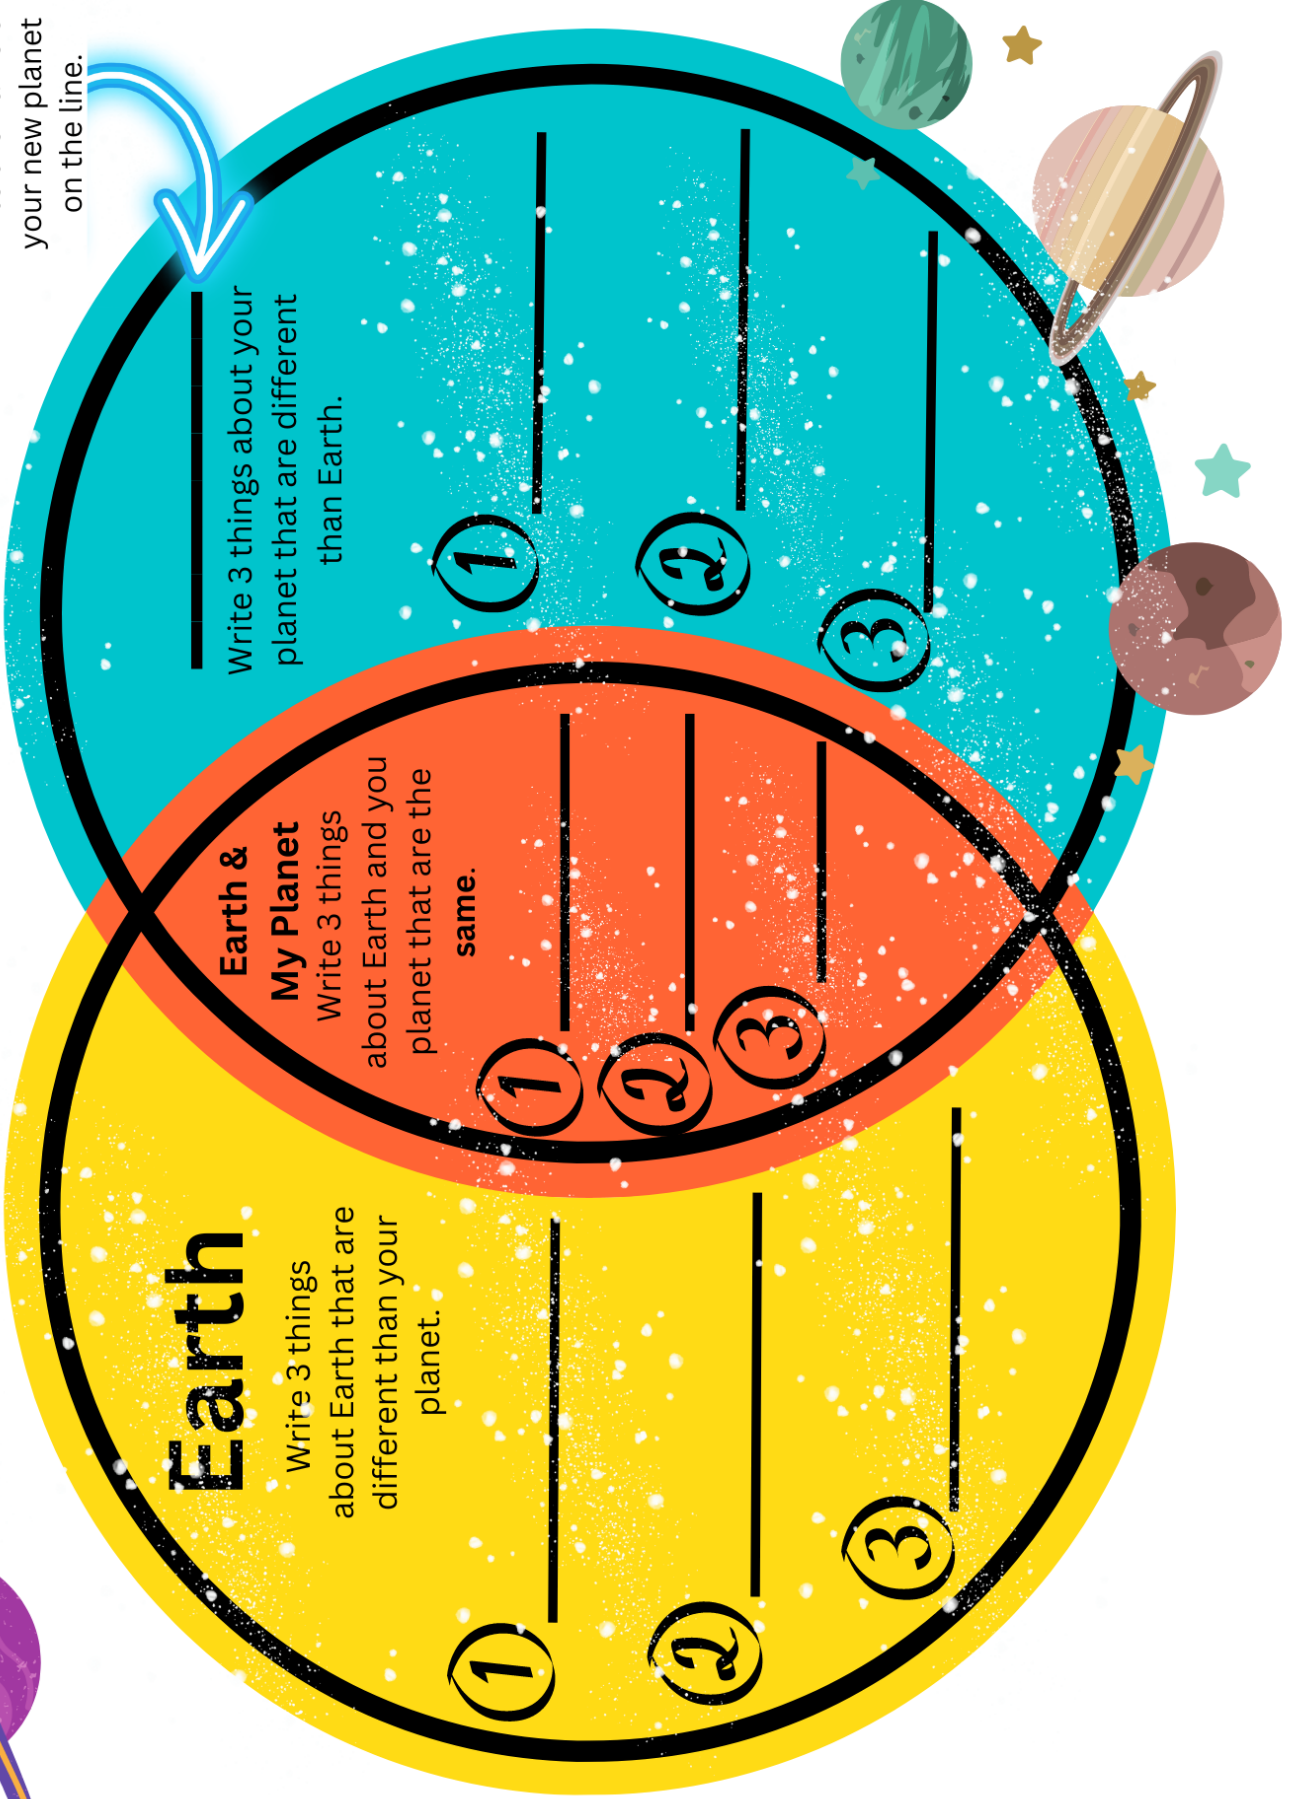 your new planet
on the line.
Earth
Write 3 things
about Earth that are
different than your
planet.
1
2
3
Earth &
My Planet
Write 3 things
about Earth and you
planet that are the
same.
1
2
3
Write 3 things about your
planet that are different
than Earth.
1
2
3